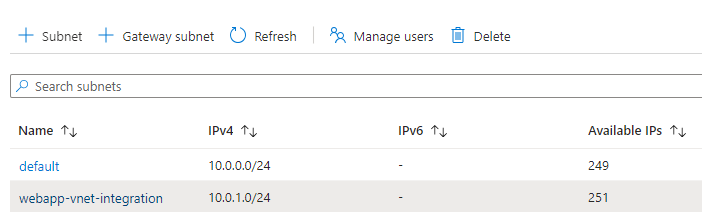 Subnet Gateway subnet Refresh Manage users Delete
Search subnets
Name IPv4 IPv6 Available IPs
default 10.0.0.0/24 - 249
webapp-vnet-integration 10.0.1.0/24 - 251